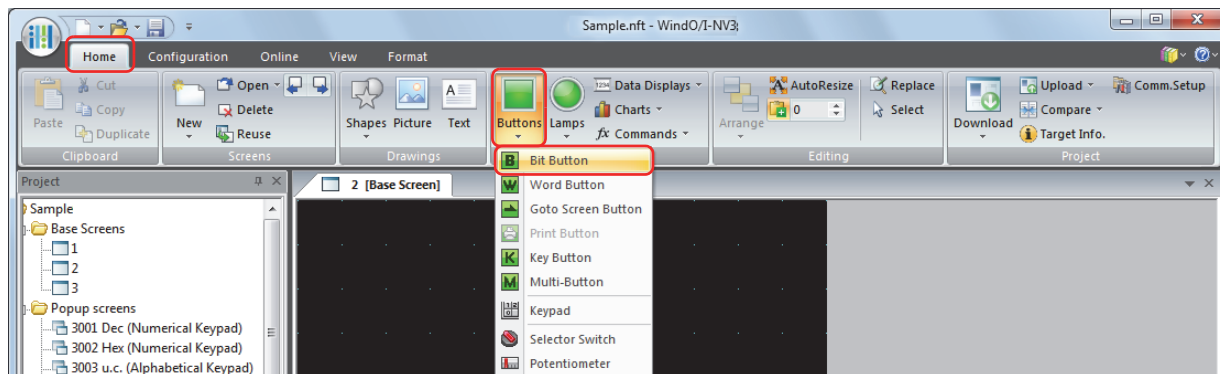 Sample.nft - WindO/I-NV3;
Home Configuration Online View Format
Paste
Cut
Copy
Duplicate
Clipboard
New
Open
Delete
Reuse
Screens
Shapes Picture Text
Drawings
Buttons Lamps
Data Displays
Charts
fx Commands
Arrange
AutoResize
0
Replace
Select
Editing
Download
Upload
Compare
Target Info.
Comm.Setup
Project
B Bit Button
W Word Button
Goto Screen Button
Print Button
K Key Button
M Multi-Button
Keypad
Selector Switch
Potentiometer
Project
Sample
Base Screens
1
2
3
Popup screens
3001 Dec (Numerical Keypad)
3002 Hex (Numerical Keypad)
3003 u.c. (Alphabetical Keypad)
2 [Base Screen]